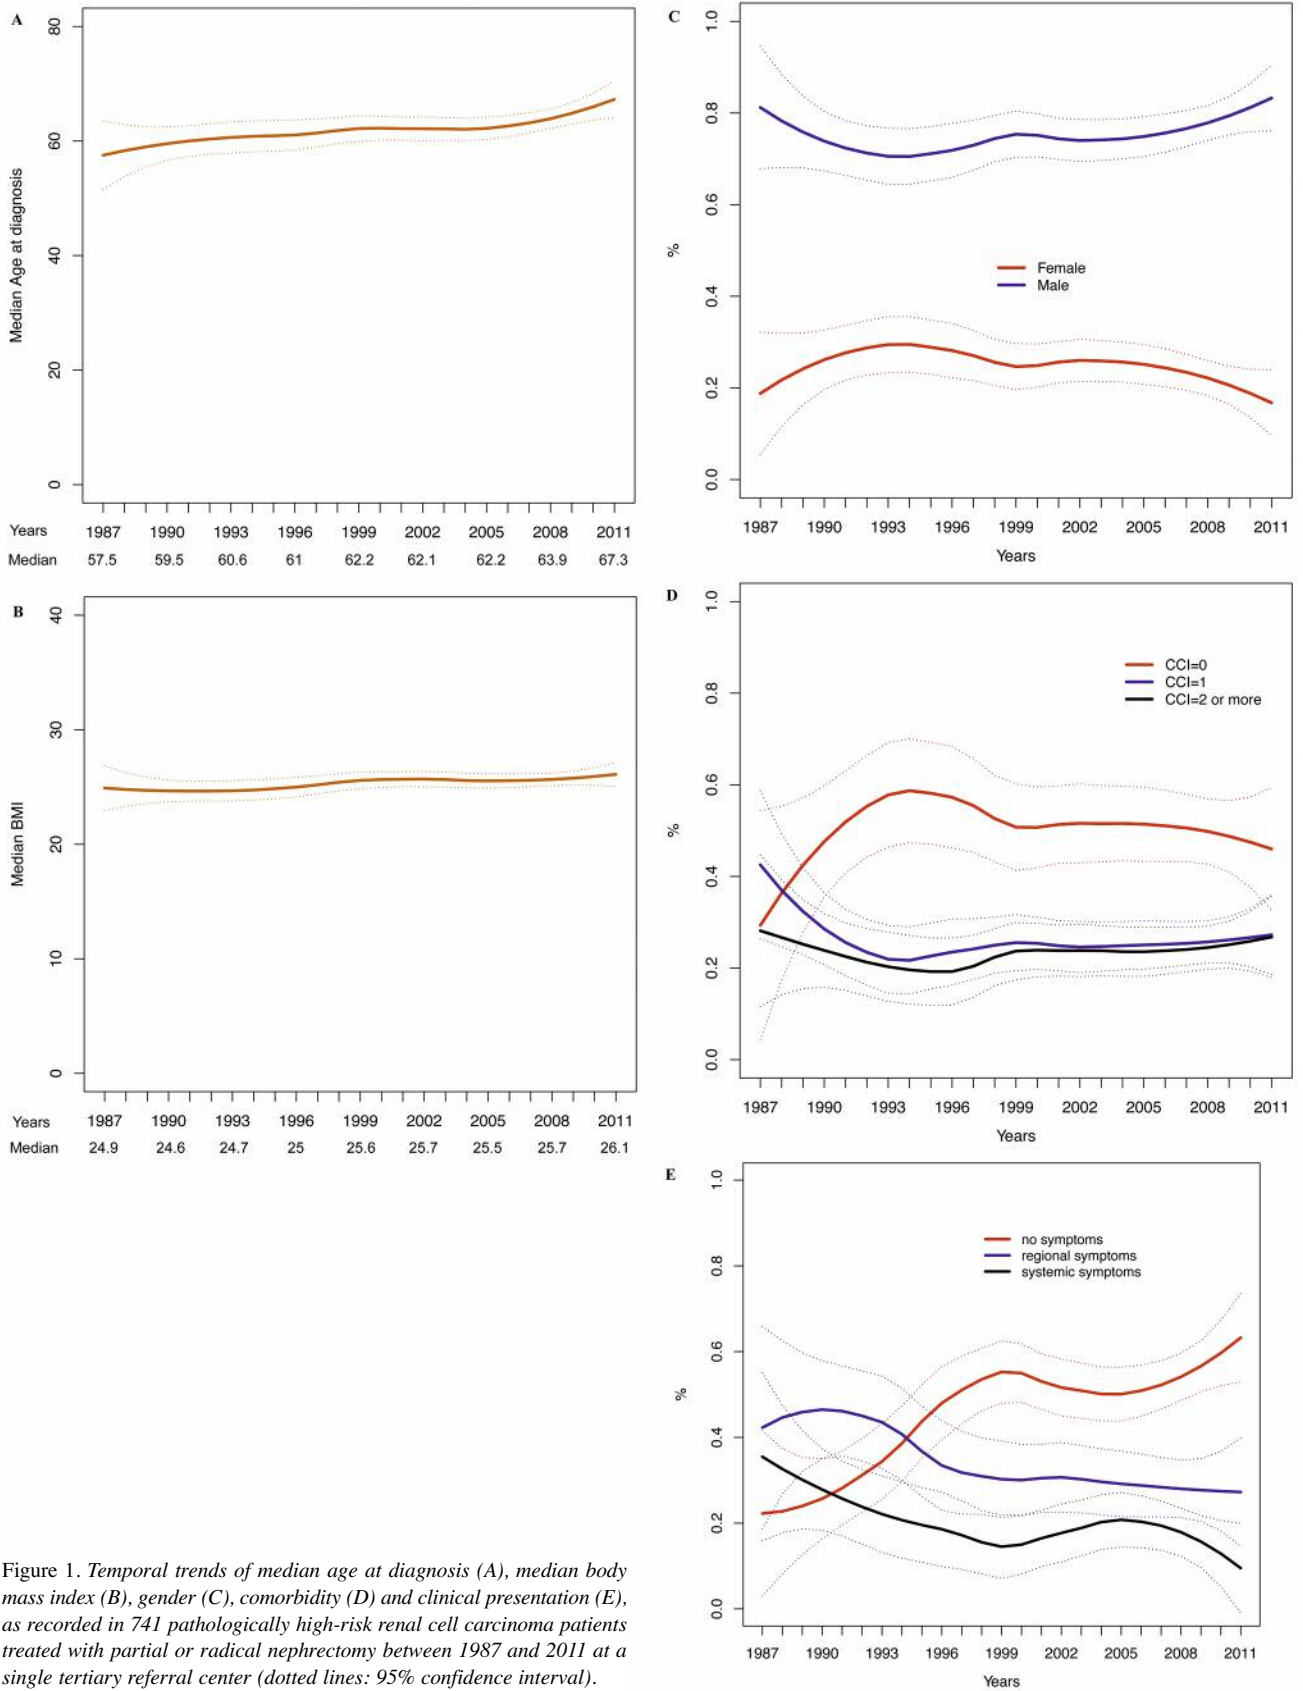 A
80
60
40
20
0
Median Age at diagnosis
Years 1987 1990 1993 1996 1999 2002 2005 2008 2011
Median 57.5 59.5 60.6 61 62.2 62.1 62.2 63.9 67.3
B
40
30
20
10
0
Median BMI
Years 1987 1990 1993 1996 1999 2002 2005 2008 2011
Median 24.9 24.6 24.7 25 25.6 25.7 25.5 25.7 26.1
C
1.0
0.8
0.6
0.4
0.2
0.0
%
Female
Male
1987 1990 1993 1996 1999 2002 2005 2008 2011
Years
D
1.0
0.8
0.6
0.4
0.2
0.0
%
CCI=0
CCI=1
CCI=2 or more
1987 1990 1993 1996 1999 2002 2005 2008 2011
Years
E
1.0
0.8
0.6
0.4
0.2
0.0
%
no symptoms
regional symptoms
systemic symptoms
1987 1990 1993 1996 1999 2002 2005 2008 2011
Years
Figure 1. Temporal trends of median age at diagnosis (A), median body
mass index (B), gender (C), comorbidity (D) and clinical presentation (E),
as recorded in 741 pathologically high-risk renal cell carcinoma patients
treated with partial or radical nephrectomy between 1987 and 2011 at a
single tertiary referral center (dotted lines: 95% confidence interval).